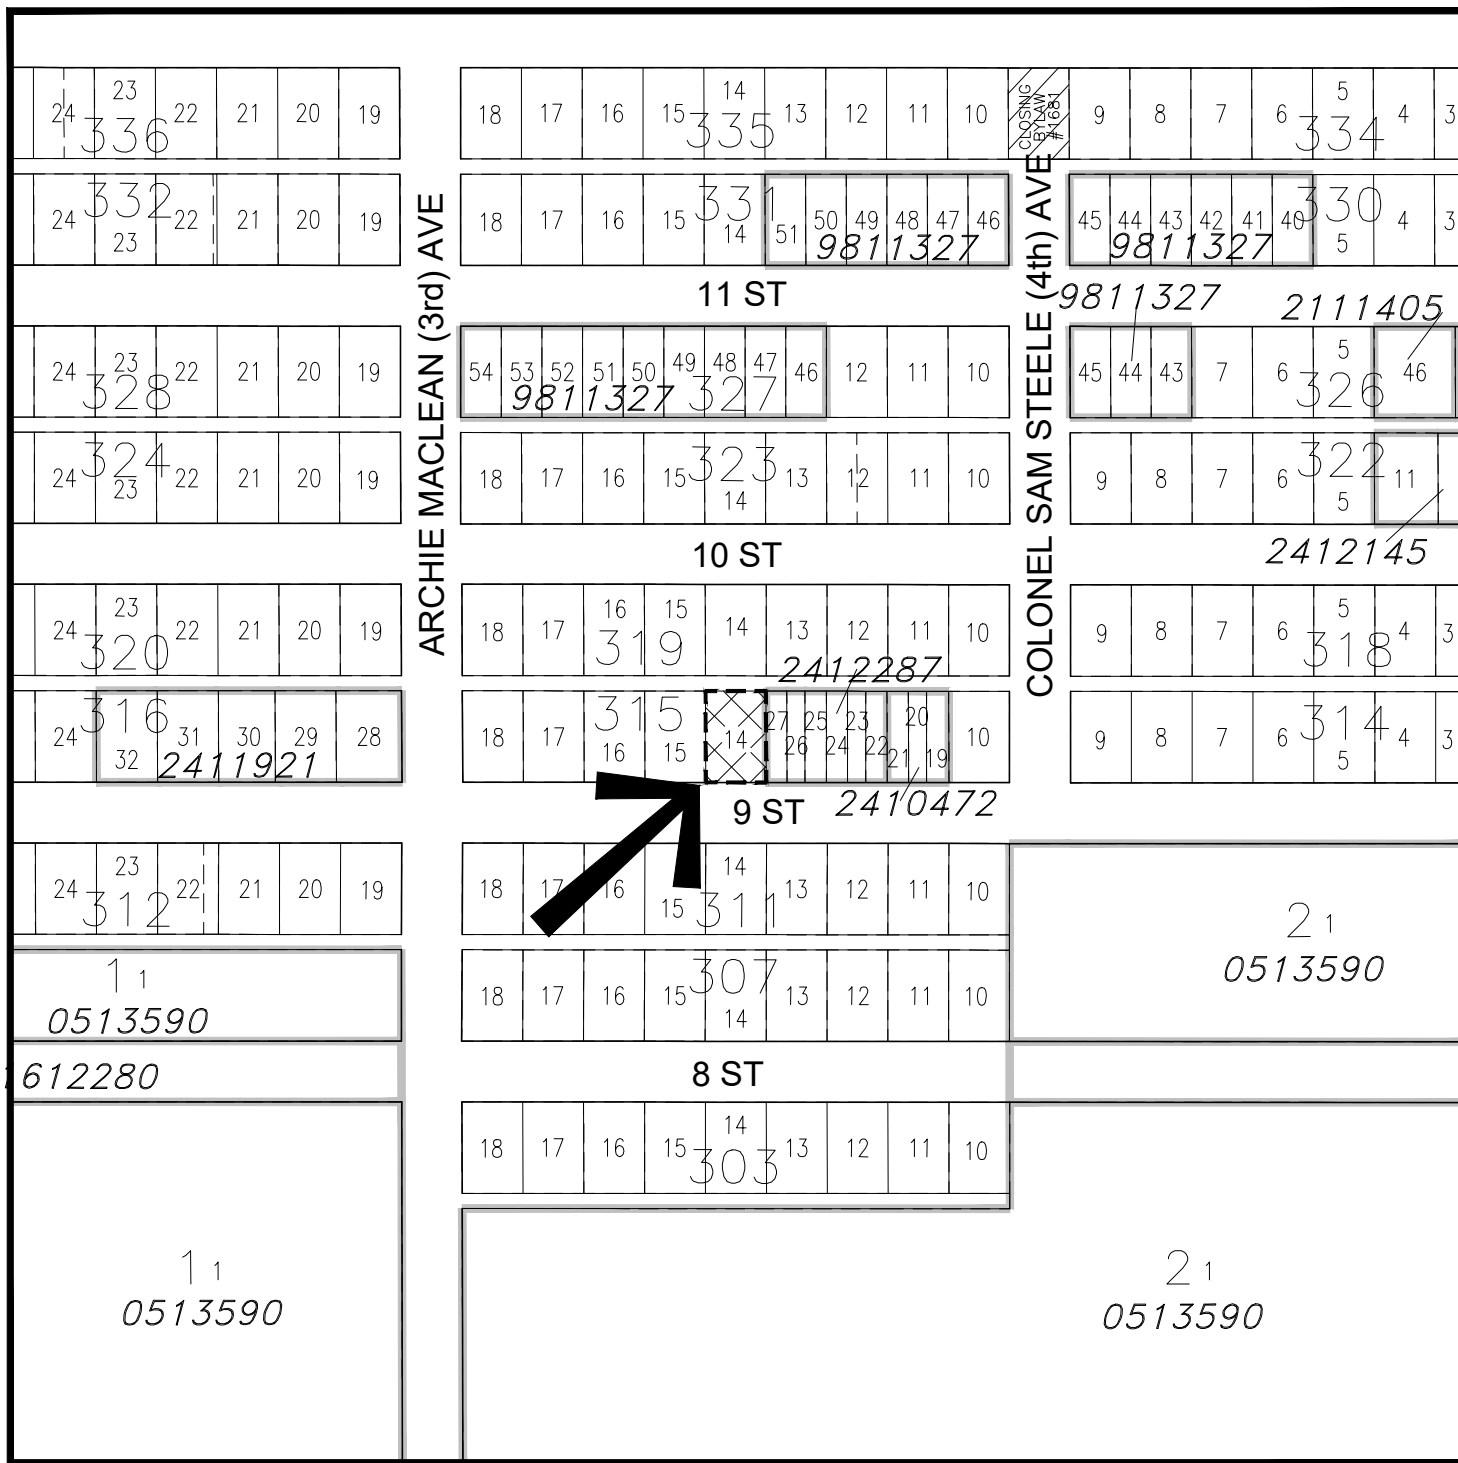 24 23 22 21 20 19 18 17 16 15 14 13 12 11 10 9 8 7 6 5 4 3
336 335 334
CLOSING
BYLAW
#1681
24 332 22 21 20 19 18 17 16 15 331 51 50 49 48 47 46 45 44 43 42 41 40 330 4 3
23 14 9811327 9811327 5
ARCHIE MACLEAN (3rd) AVE
COLONEL SAM STEELE (4th) AVE
11 ST
9811327
2111405
24 23 22 21 20 19 54 53 52 51 50 49 48 47 46 12 11 10 45 44 43 7 6 5 46
328 9811327 327 326
24 324 22 21 20 19 18 17 16 15 323 13 12 11 10 9 8 7 6 322 11
23 14 5
10 ST
2412145
24 23 22 21 20 19 18 17 16 15 14 13 12 11 10 9 8 7 6 5 4 3
320 319 318
2412287
24 316 31 30 29 28 18 17 315 14 27 25 23 20 10 9 8 7 6 314 4 3
32 2411921 16 15 26 24 22 21 19 5
9 ST
2410472
24 23 22 21 20 19 18 17 16 15 14 13 12 11 10
312 311
2 1
0513590
1 1
0513590
18 17 16 15 307 13 12 11 10
14
612280
8 ST
18 17 16 15 14 13 12 11 10
303
1 1
0513590
2 1
0513590